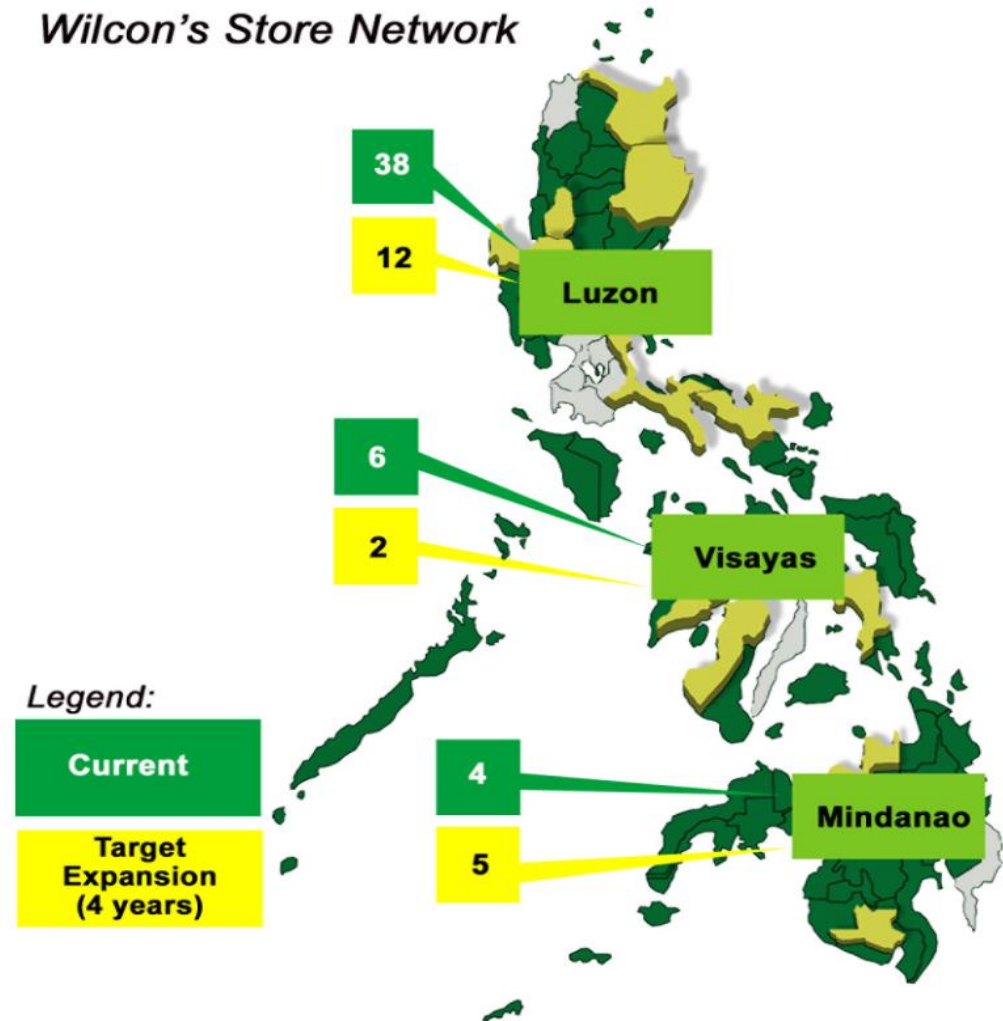 Wilcon's Store Network
38
12
Luzon
6
2
Visayas
Legend:
Current
Target
Expansion
(4 years)
4
5
Mindanao